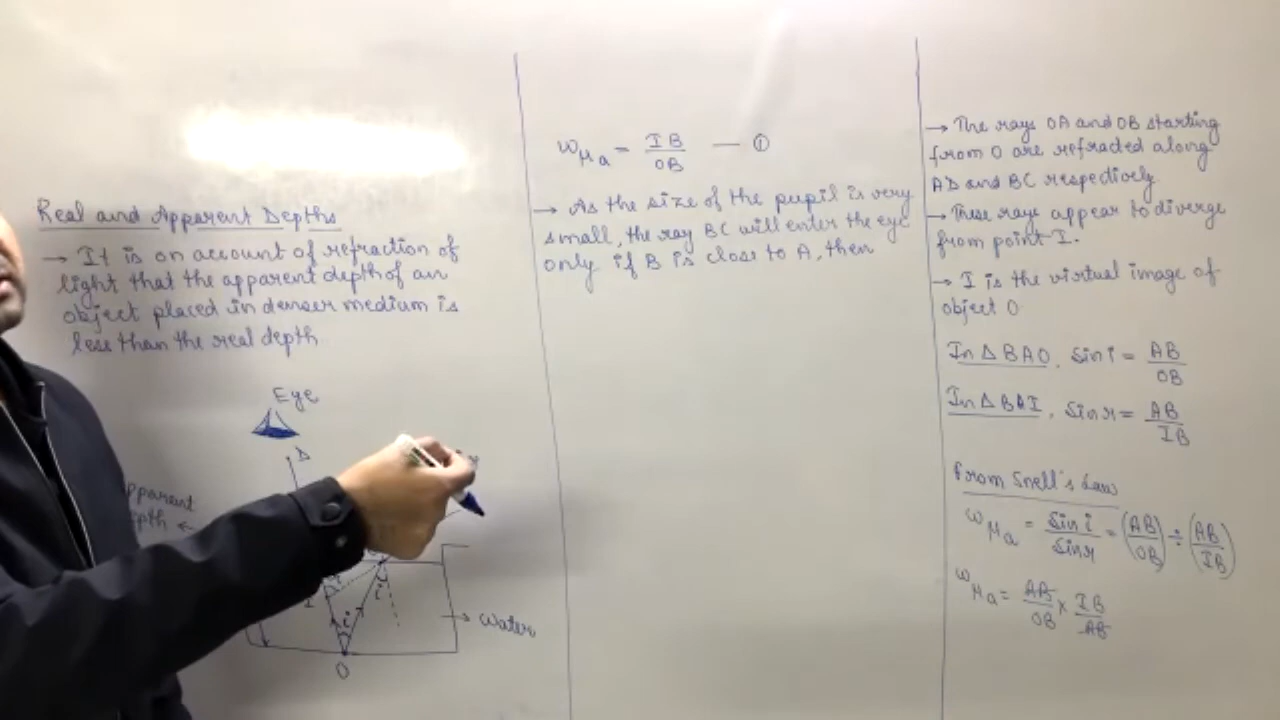 Real and Apparent Depths
→ It is on account of refraction of
light that the apparent depth of an
object placed in denser medium is
less than the real depth
Eye
D
pparent
pth ←
I
r
i
i
→ Water
O
ωμa = IB/OB — ①
→ As the size of the pupil is very
small, the ray BC will enter the eye
only if B is close to A, then
→ The rays OA and OB starting
from O are refracted along
AD and BC respectively
→ These rays appear to diverge
from point I.
→ I is the virtual image of
object O
In Δ BAO, Sin i = AB/OB
In Δ BAI, Sin r = AB/IB
From Snell's Law
ωμa = Sin i/Sin r = (AB/OB) ÷ (AB/IB)
ωμa = AB/OB × IB/AB